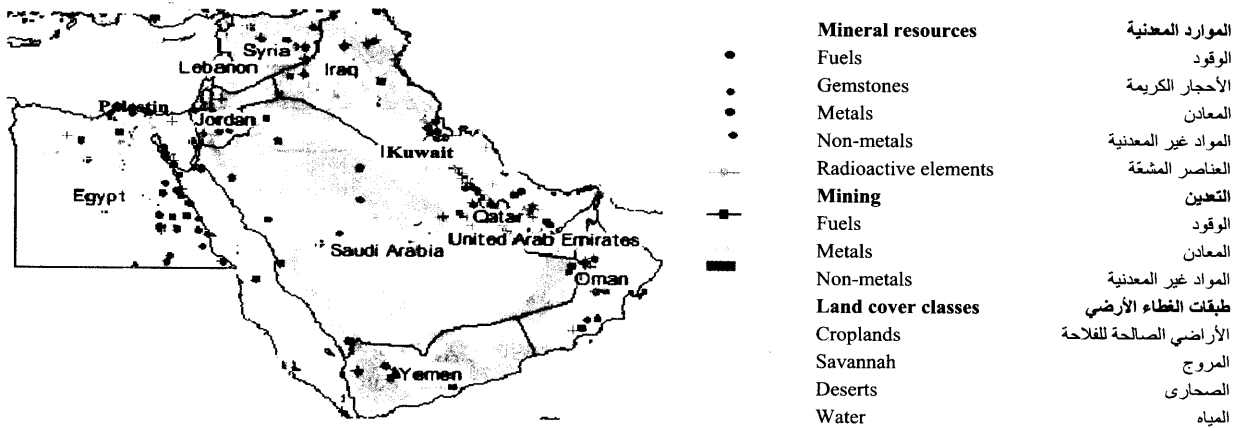 Syria
Lebanon
Iraq
Palestin
Jordan
Kuwait
Egypt
Qatar
United Arab Emirates
Saudi Arabia
Oman
Yemen
Mineral resources الموارد المعدنية
Fuels الوقود
Gemstones الأحجار الكريمة
Metals المعادن
Non-metals المواد غير المعدنية
Radioactive elements العناصر المشعّة
Mining التعدين
Fuels الوقود
Metals المعادن
Non-metals المواد غير المعدنية
Land cover classes طبقات الغطاء الأرضي
Croplands الأراضي الصالحة للفلاحة
Savannah المروج
Deserts الصحارى
Water المياه